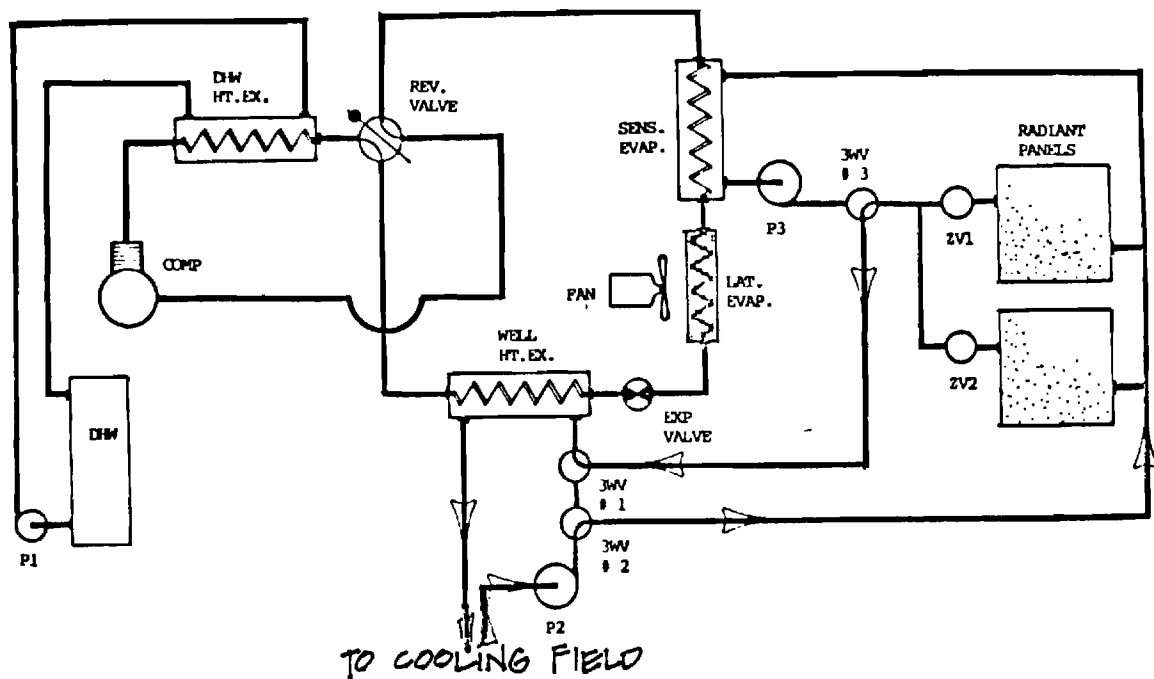 DHW
HT.EX.
REV.
VALVE
SENS.
EVAP.
RADIANT
PANELS
3WV
# 3
P3
ZV1
COMP
FAN
LAT.
EVAP.
WELL
HT.EX.
ZV2
EXP
VALVE
DHW
3WV
# 1
P1
3WV
# 2
P2
TO COOLING FIELD